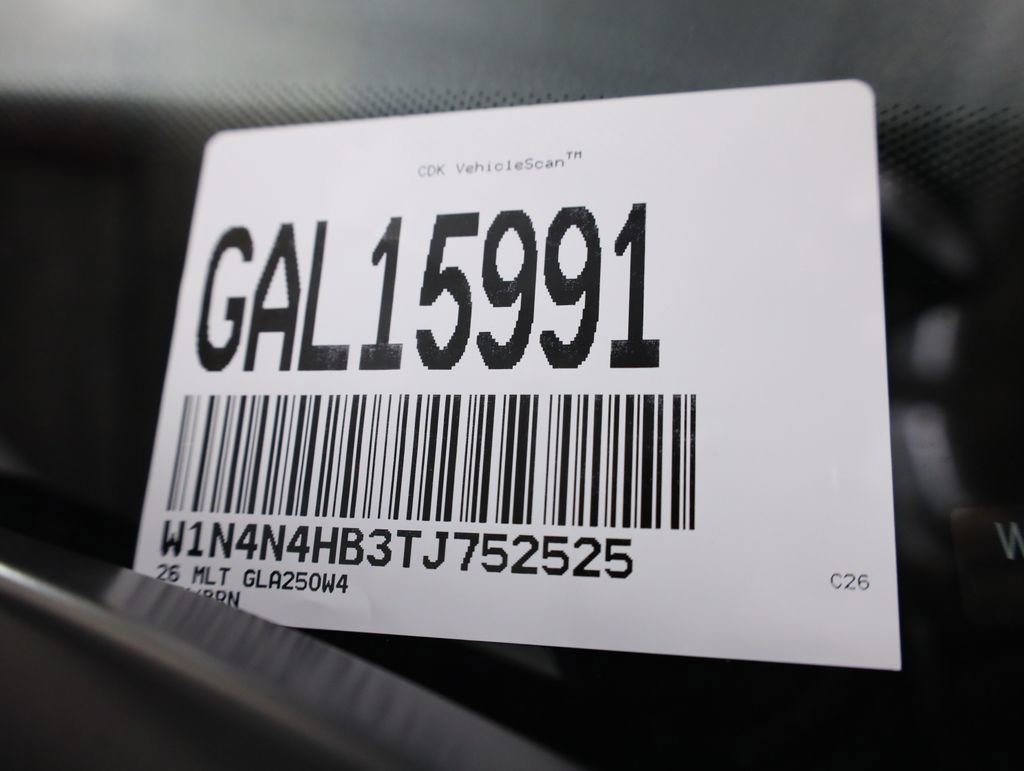 CDK VehicleScan™
GAL15991
W1N4N4HB3TJ752525
26 MLT GLA250W4
C26